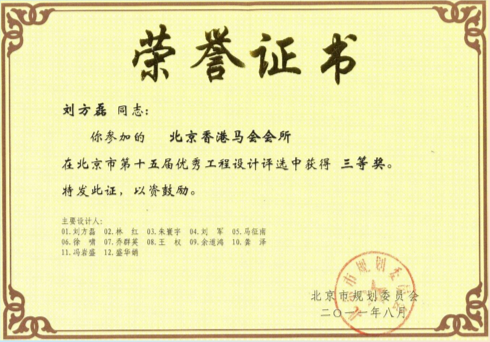 荣誉证书
刘方磊 同志:
你参加的 北京香港马会会所
在北京市第十五届优秀工程设计评选中获得 三等奖。
特发此证,以资鼓励。
主要设计人:
01.刘方磊 02.林 红 03.朱寰宇 04.刘 军 05.马征南
06.徐 啸 07.乔群英 08.王 权 09.余道鸿 10.龚 泽
11.冯岩盛 12.盛华娟
北京市规划委员会
二〇一一年八月